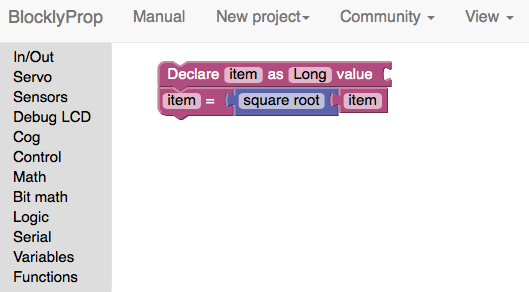 BlocklyProp Manual New project Community View
In/Out
Servo
Sensors
Debug LCD
Cog
Control
Math
Bit math
Logic
Serial
Variables
Functions
Declare item as Long value
item = square root item